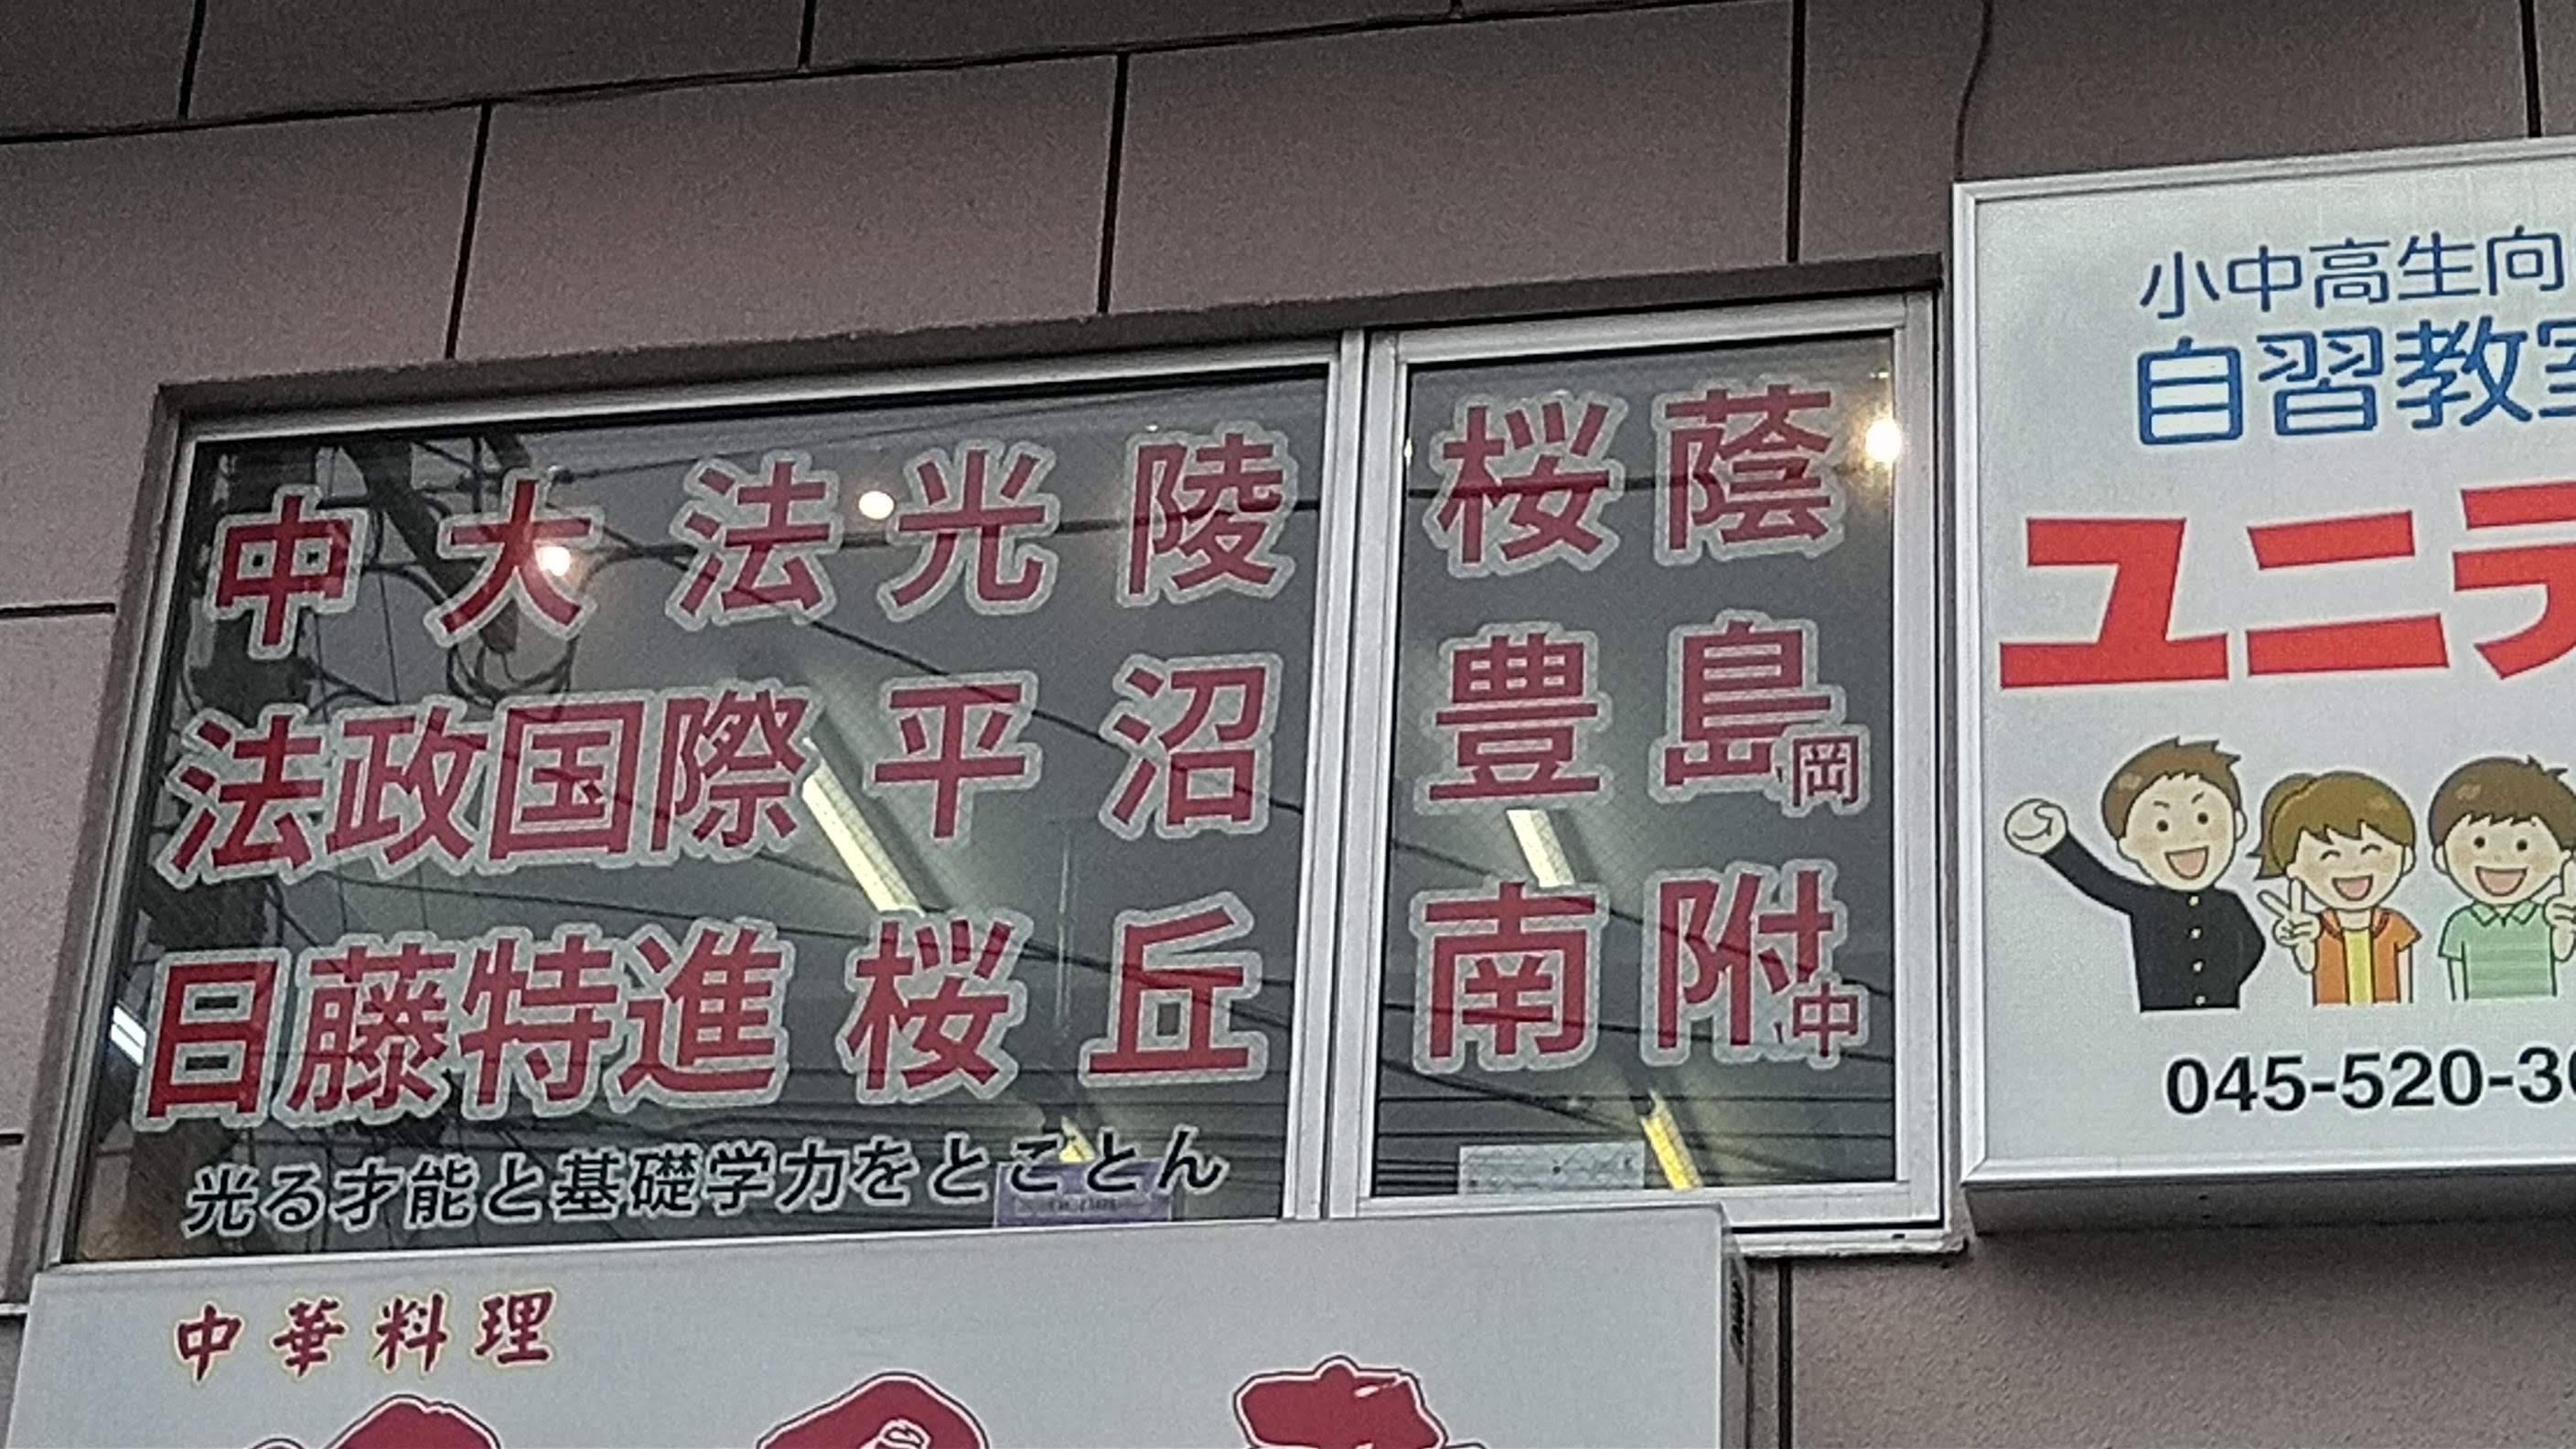 中大法 光陵 桜蔭
法政国際 平沼 豊島岡
日藤特進 桜丘 南附中
光る才能と基礎学力をとことん
小中高生向
自習教
ユニテ
045-520-3
中華料理